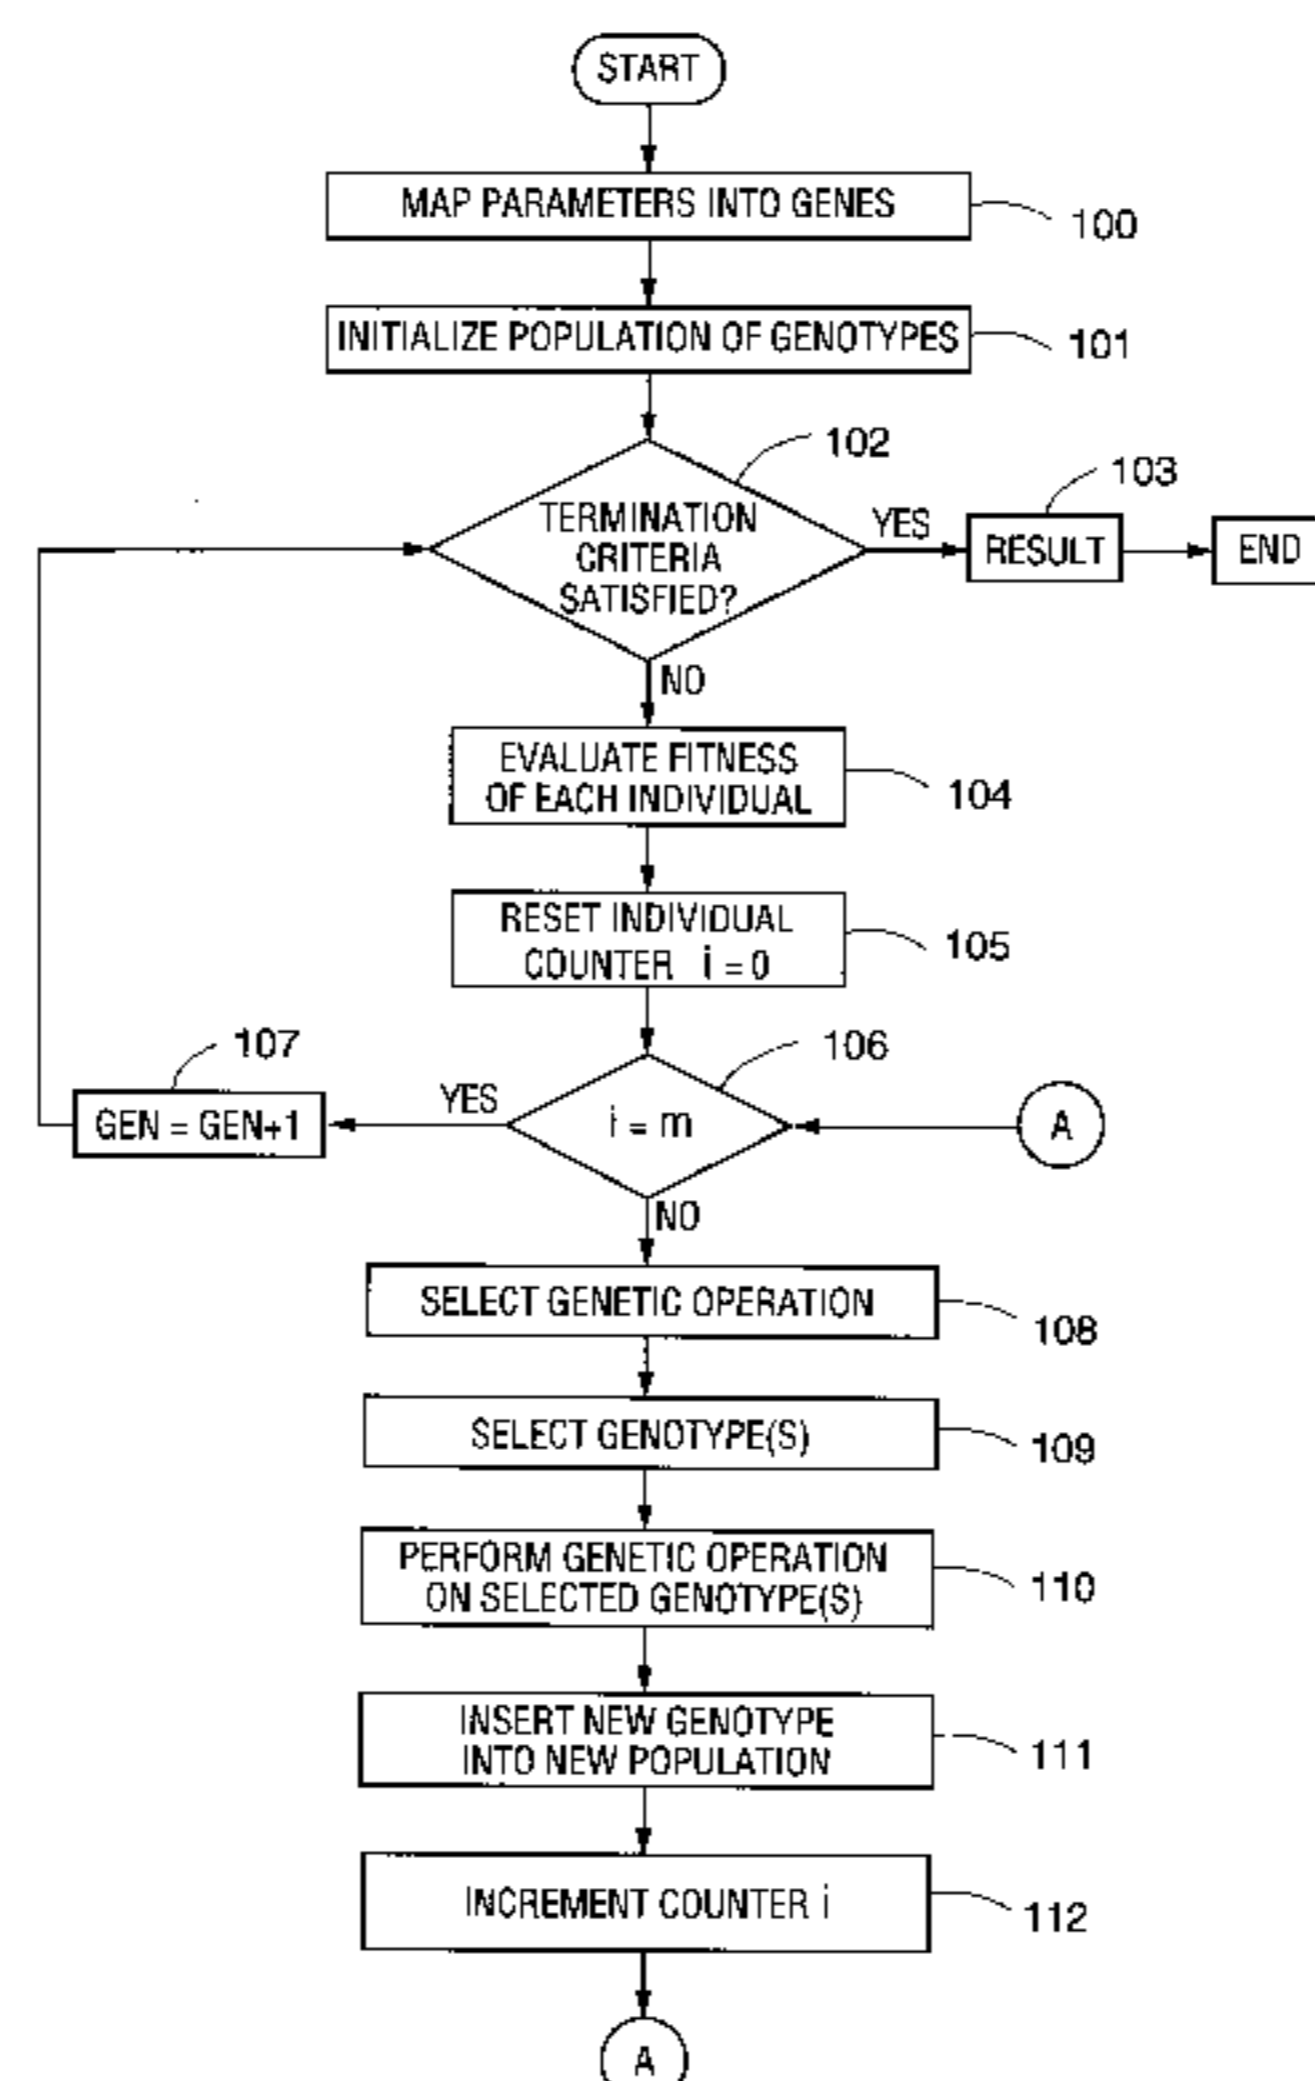 START
MAP PARAMETERS INTO GENES
100
INITIALIZE POPULATION OF GENOTYPES
101
102
TERMINATION
CRITERIA
SATISFIED?
YES
103
RESULT
END
NO
EVALUATE FITNESS
OF EACH INDIVIDUAL
104
RESET INDIVIDUAL
COUNTER i = 0
105
106
i = m
YES
107
GEN = GEN+1
A
NO
SELECT GENETIC OPERATION
108
SELECT GENOTYPE(S)
109
PERFORM GENETIC OPERATION
ON SELECTED GENOTYPE(S)
110
INSERT NEW GENOTYPE
INTO NEW POPULATION
111
INCREMENT COUNTER i
112
A